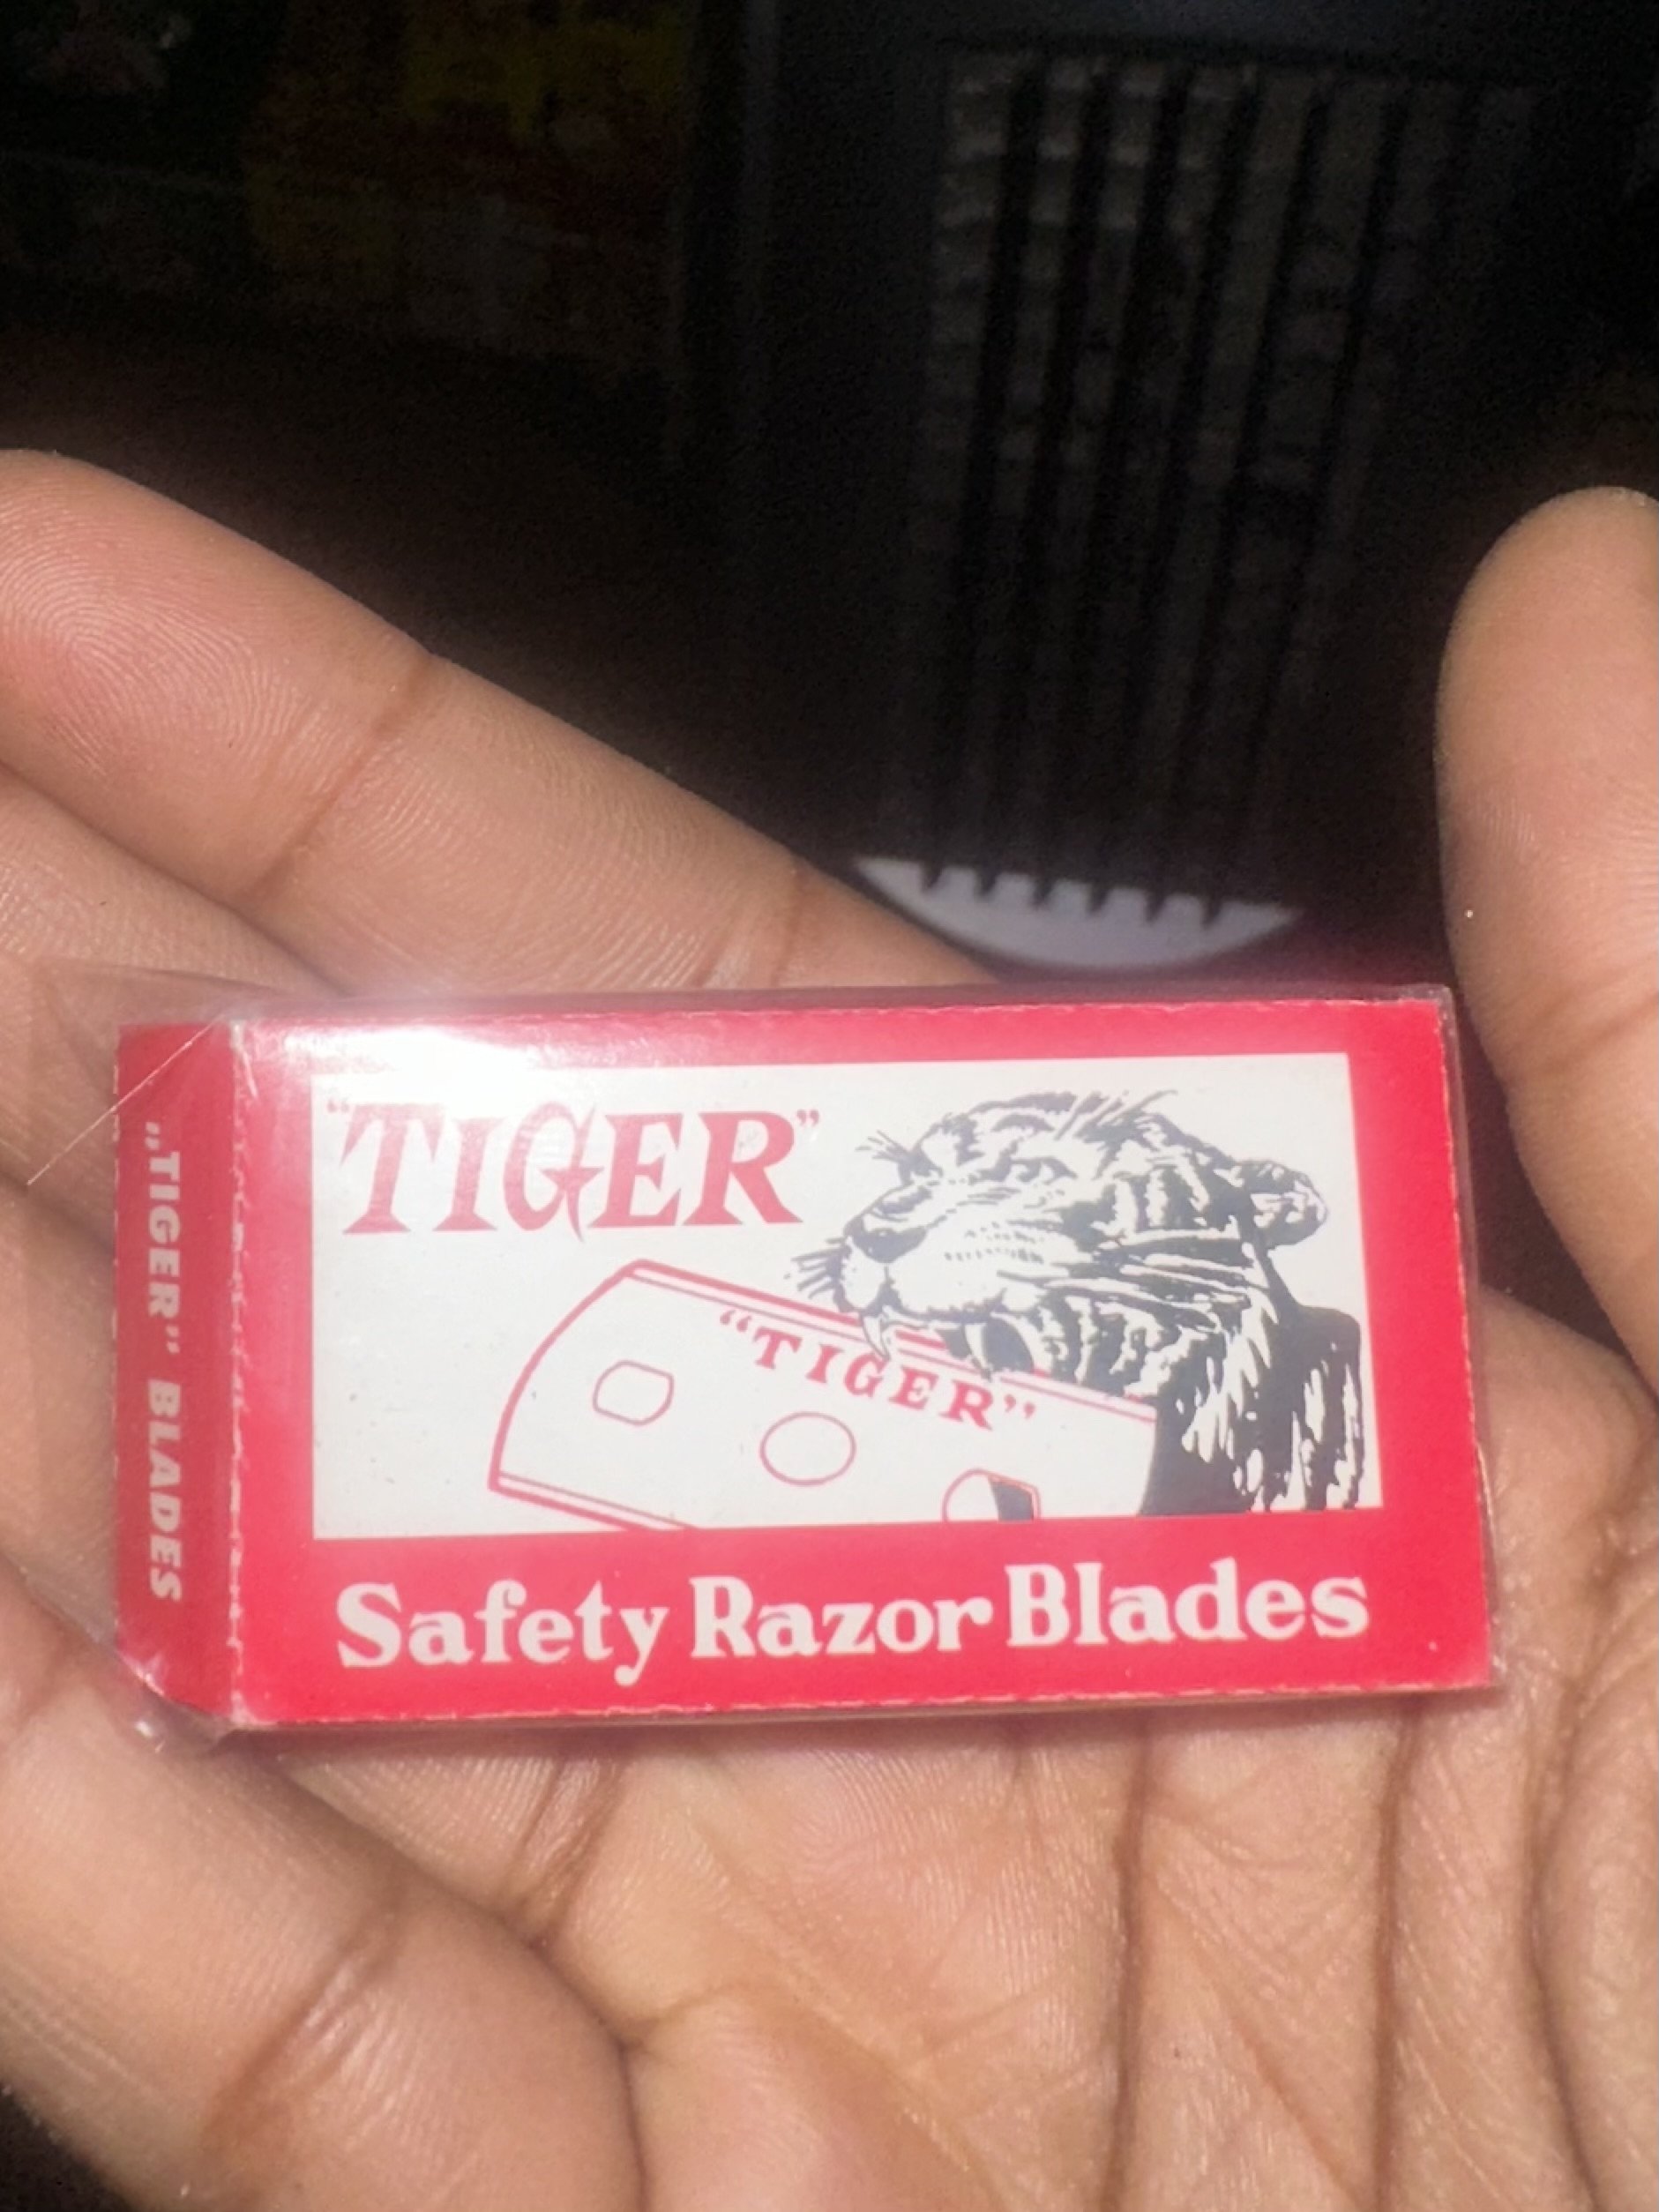 "TIGER"
"TIGER"
Safety Razor Blades
"TIGER" BLADES